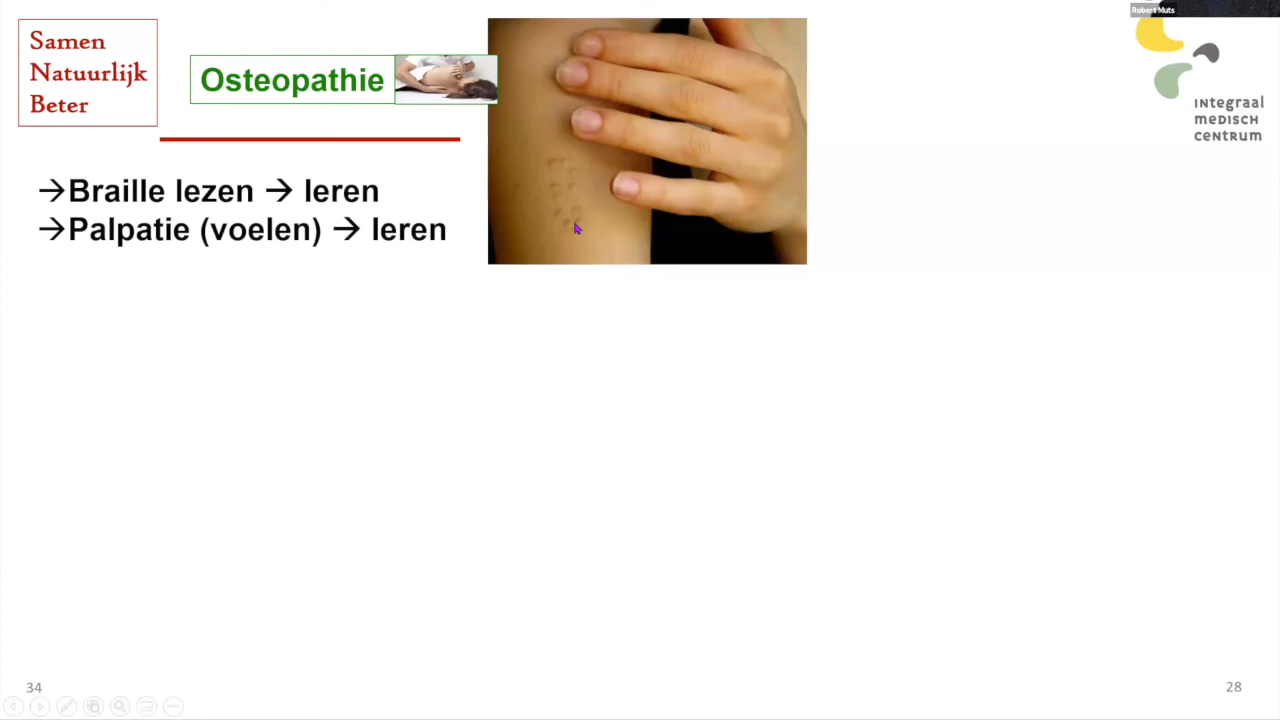 Robert Muts
Samen
Natuurlijk
Beter
Osteopathie
INtegraal
MEDISCH
CENTRUM
→Braille lezen → leren
→Palpatie (voelen) → leren
34
28